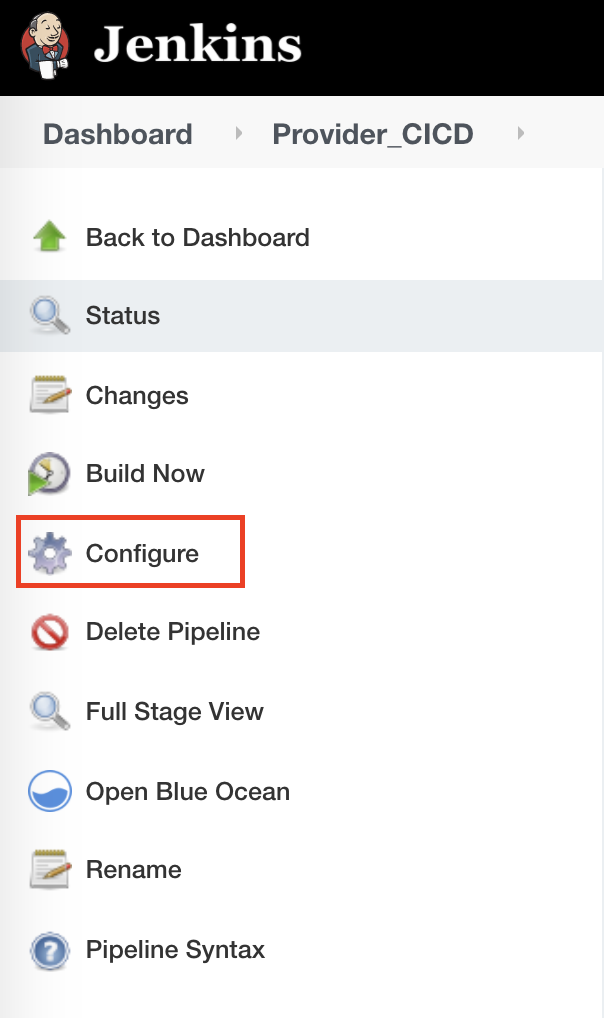 Jenkins
Dashboard Provider_CICD
Back to Dashboard
Status
Changes
Build Now
Configure
Delete Pipeline
Full Stage View
Open Blue Ocean
Rename
Pipeline Syntax